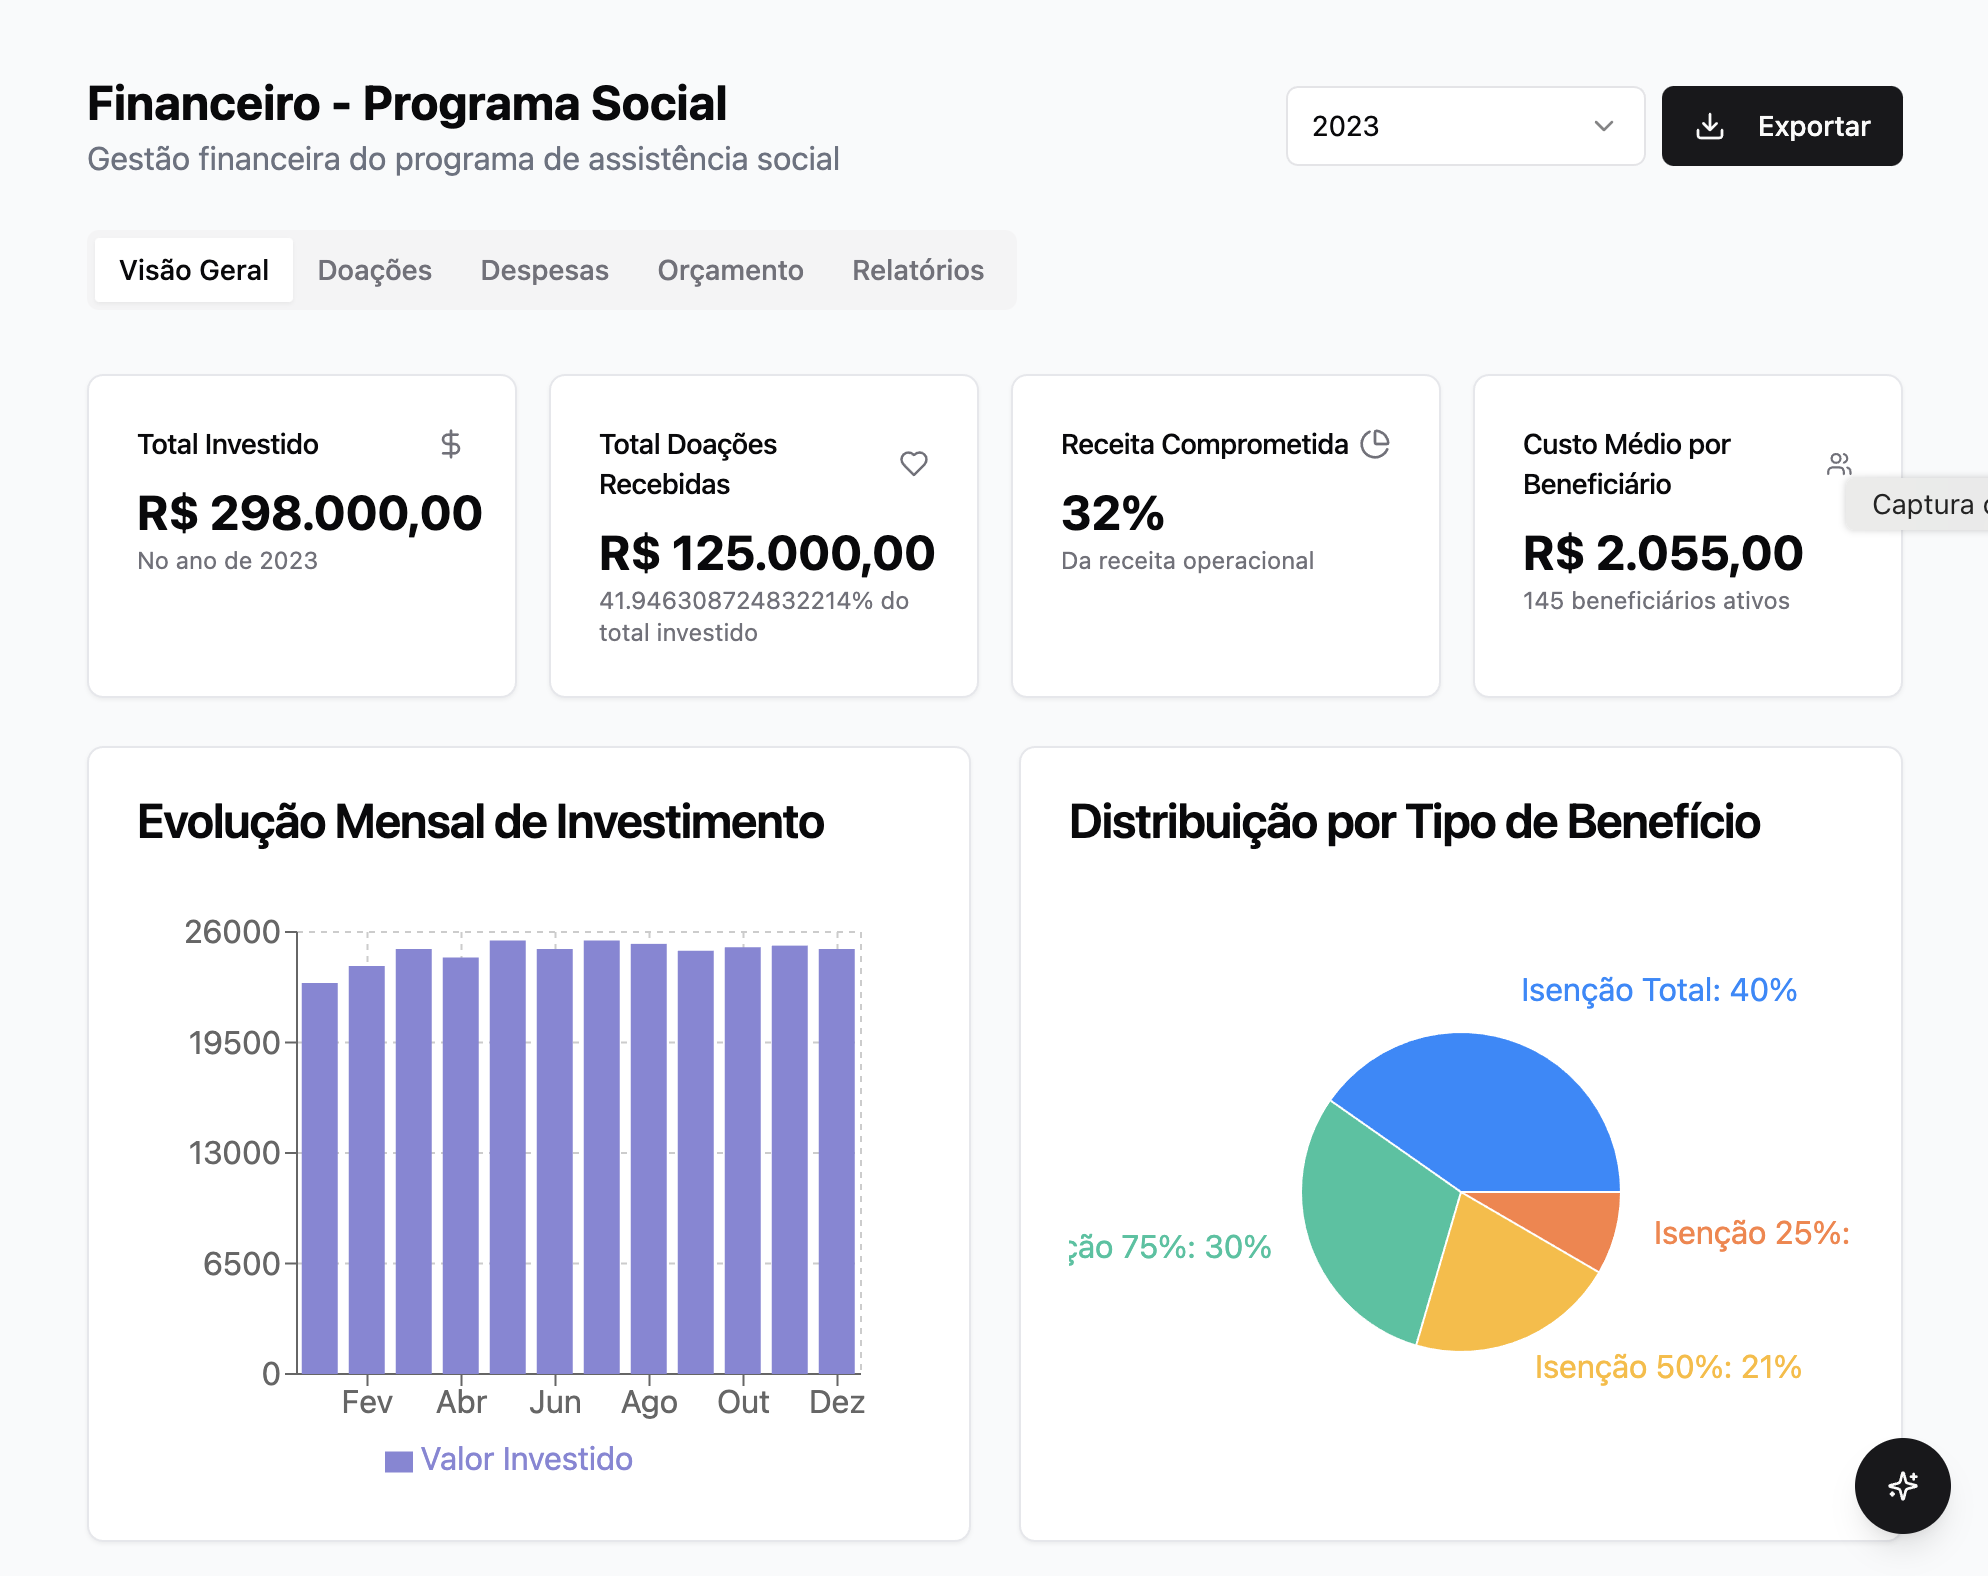 Financeiro - Programa Social
Gestão financeira do programa de assistência social
2023
Exportar
Visão Geral
Doações
Despesas
Orçamento
Relatórios
Total Investido
R$ 298.000,00
No ano de 2023
Total Doações
Recebidas
R$ 125.000,00
41.946308724832214% do
total investido
Receita Comprometida
32%
Da receita operacional
Custo Médio por
Beneficiário
R$ 2.055,00
145 beneficiários ativos
Captura
Evolução Mensal de Investimento
26000
19500
13000
6500
0
Fev
Abr
Jun
Ago
Out
Dez
Valor Investido
Distribuição por Tipo de Benefício
Isenção Total: 40%
ção 75%: 30%
Isenção 25%:
Isenção 50%: 21%